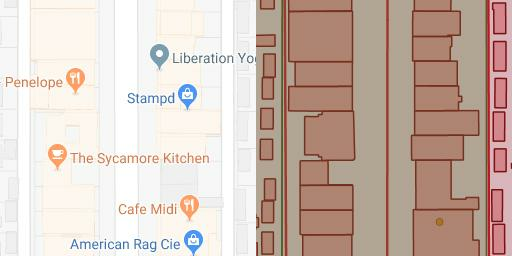 Liberation Yo
Penelope
Stampd
The Sycamore Kitchen
Cafe Midi
American Rag Cie